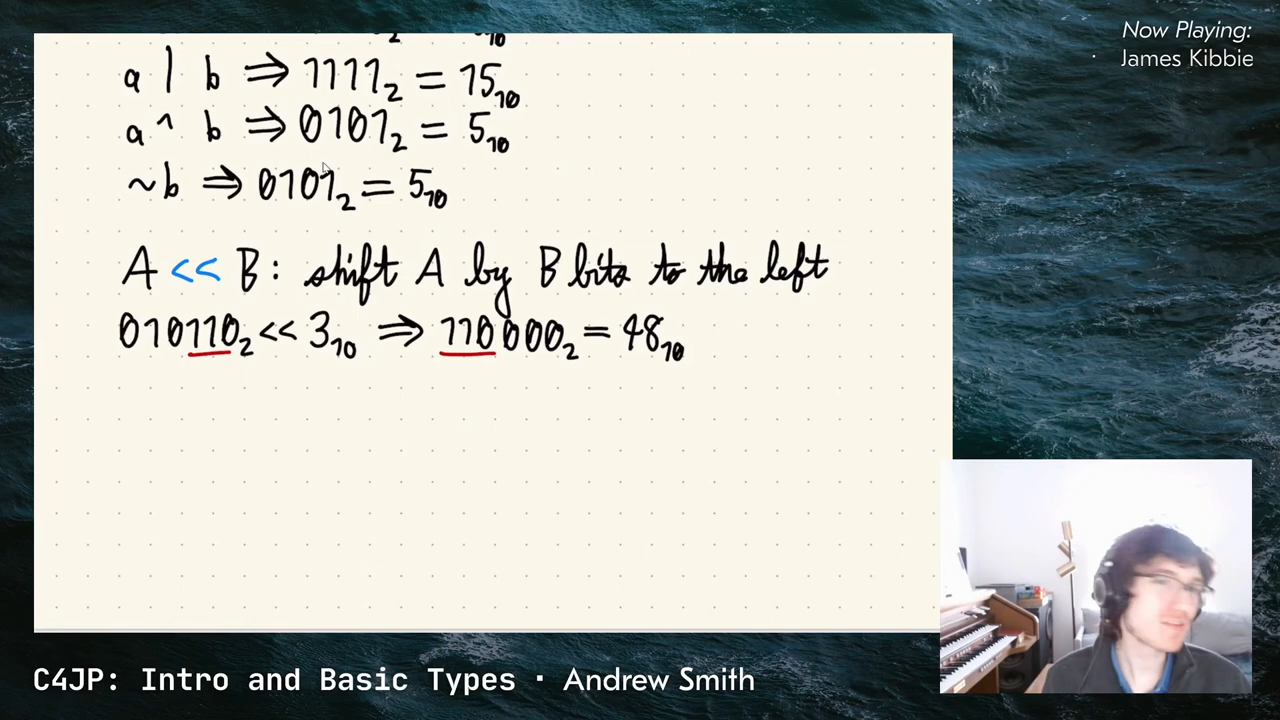 Now Playing:
James Kibbie
a | b ⇒ 1111₂ = 15₁₀
a ^ b ⇒ 0101₂ = 5₁₀
~b ⇒ 0101₂ = 5₁₀
A << B: shift A by B bits to the left
010110₂ << 3₁₀ ⇒ 110000₂ = 48₁₀
C4JP: Intro and Basic Types · Andrew Smith